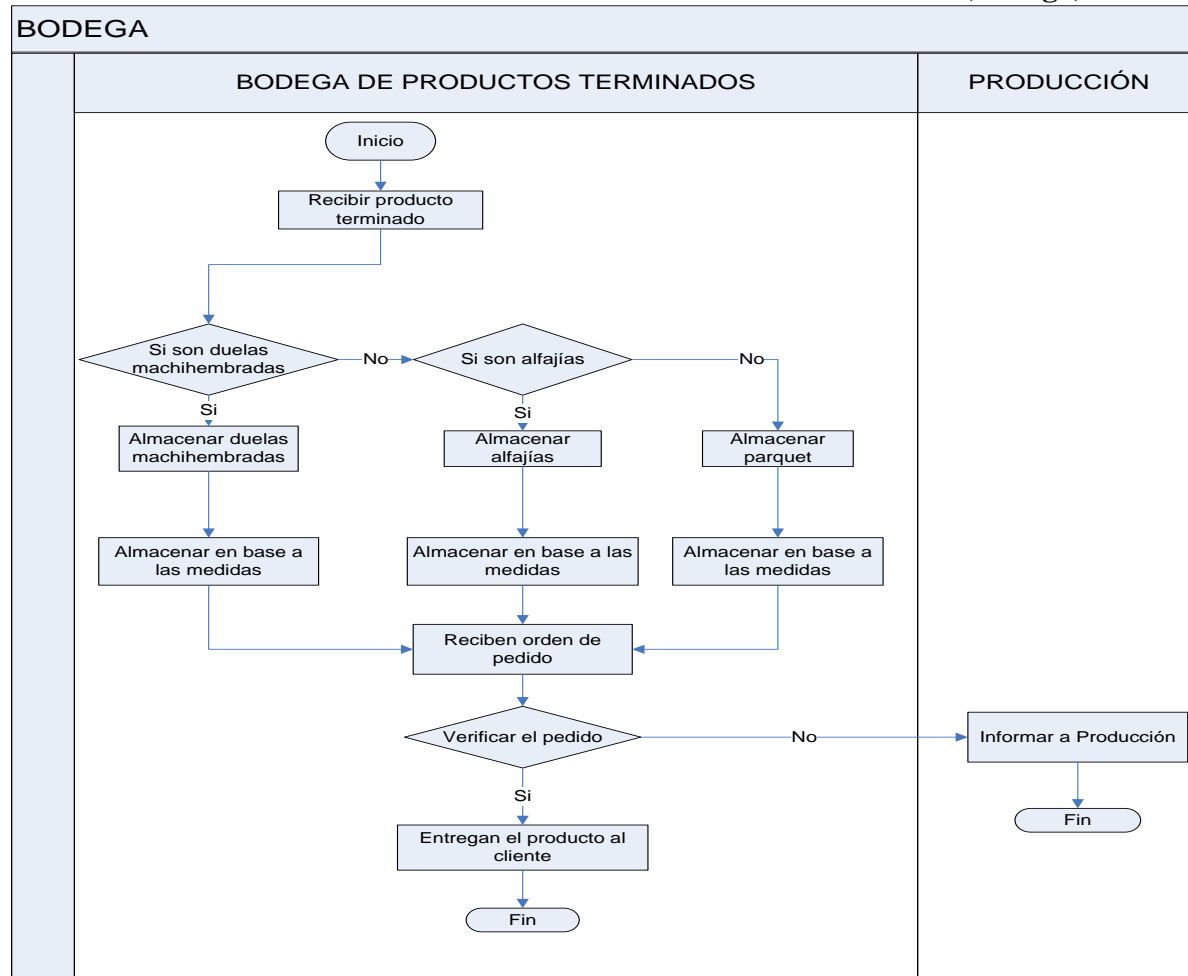 BODEGA
BODEGA DE PRODUCTOS TERMINADOS
PRODUCCIÓN
Inicio
Recibir producto
terminado
Si son duelas
machihembradas
No
Si son alfajías
No
Si
Si
Almacenar duelas
machihembradas
Almacenar
alfajías
Almacenar
parquet
Almacenar en base a
las medidas
Almacenar en base a las
medidas
Almacenar en base a
las medidas
Reciben orden de
pedido
Verificar el pedido
No
Informar a Producción
Si
Fin
Entregan el producto al
cliente
Fin